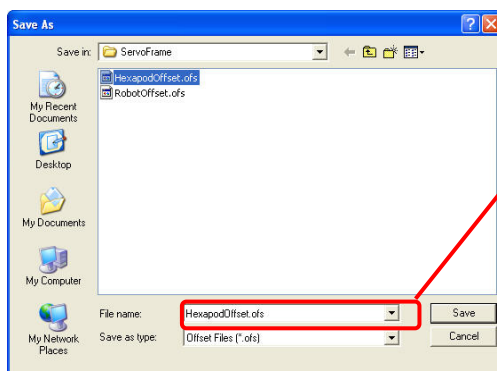 Save As
Save in:
ServoFrame
HexapodOffset.ofs
RobotOffset.ofs
My Recent
Documents
Desktop
My Documents
My Computer
My Network
Places
File name:
HexapodOffset.ofs
Save
Save as type:
Offset Files (*.ofs)
Cancel